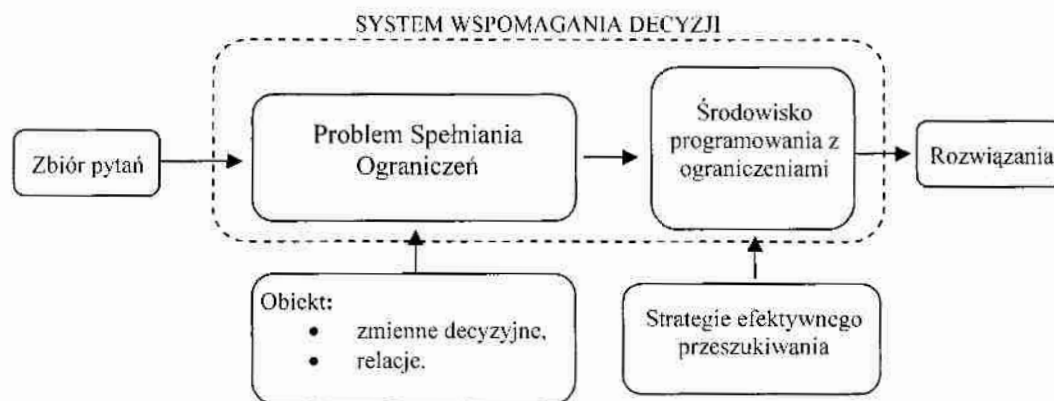 SYSTEM WSPOMAGANIA DECYZJI
Zbiór pytań
Problem Spełniania
Ograniczeń
Środowisko
programowania z
ograniczeniami
Rozwiązania
Obiekt:
• zmienne decyzyjne,
• relacje.
Strategie efektywnego
przeszukiwania